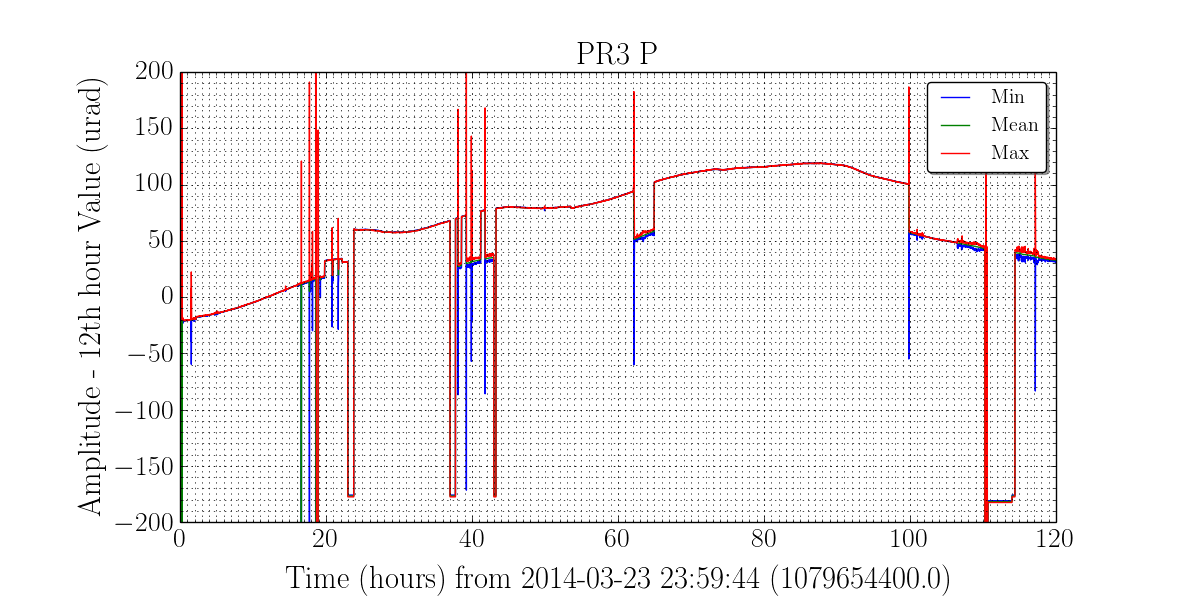 PR3 P
Amplitude - 12th hour Value (urad)
200
150
100
50
0
−50
−100
−150
−200
Min
Mean
Max
0 20 40 60 80 100 120
Time (hours) from 2014-03-23 23:59:44 (1079654400.0)